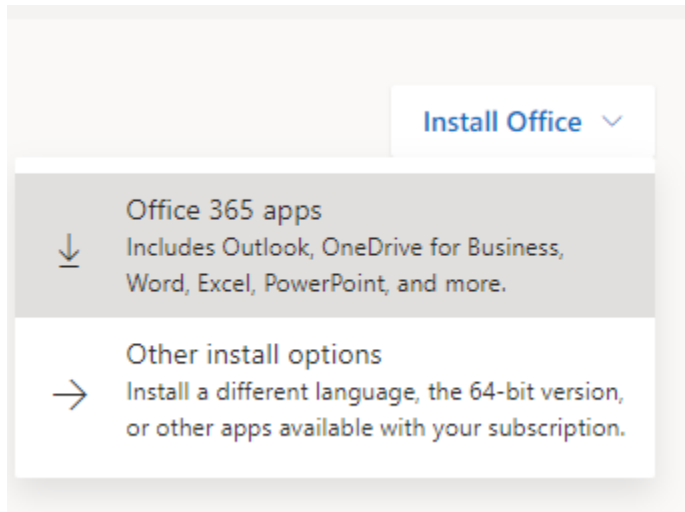 Install Office
Office 365 apps
Includes Outlook, OneDrive for Business,
Word, Excel, PowerPoint, and more.
Other install options
Install a different language, the 64-bit version,
or other apps available with your subscription.